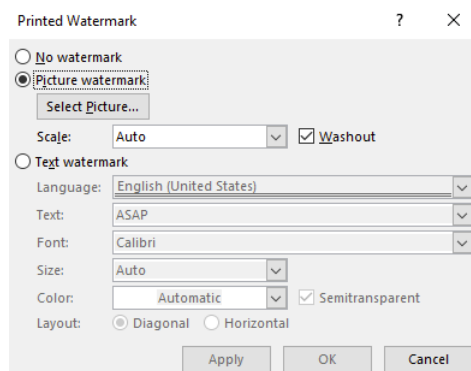 Printed Watermark ? X
No watermark
Picture watermark
Select Picture...
Scale: Auto Washout
Text watermark
Language: English (United States)
Text: ASAP
Font: Calibri
Size: Auto
Color: Automatic Semitransparent
Layout: Diagonal Horizontal
Apply OK Cancel